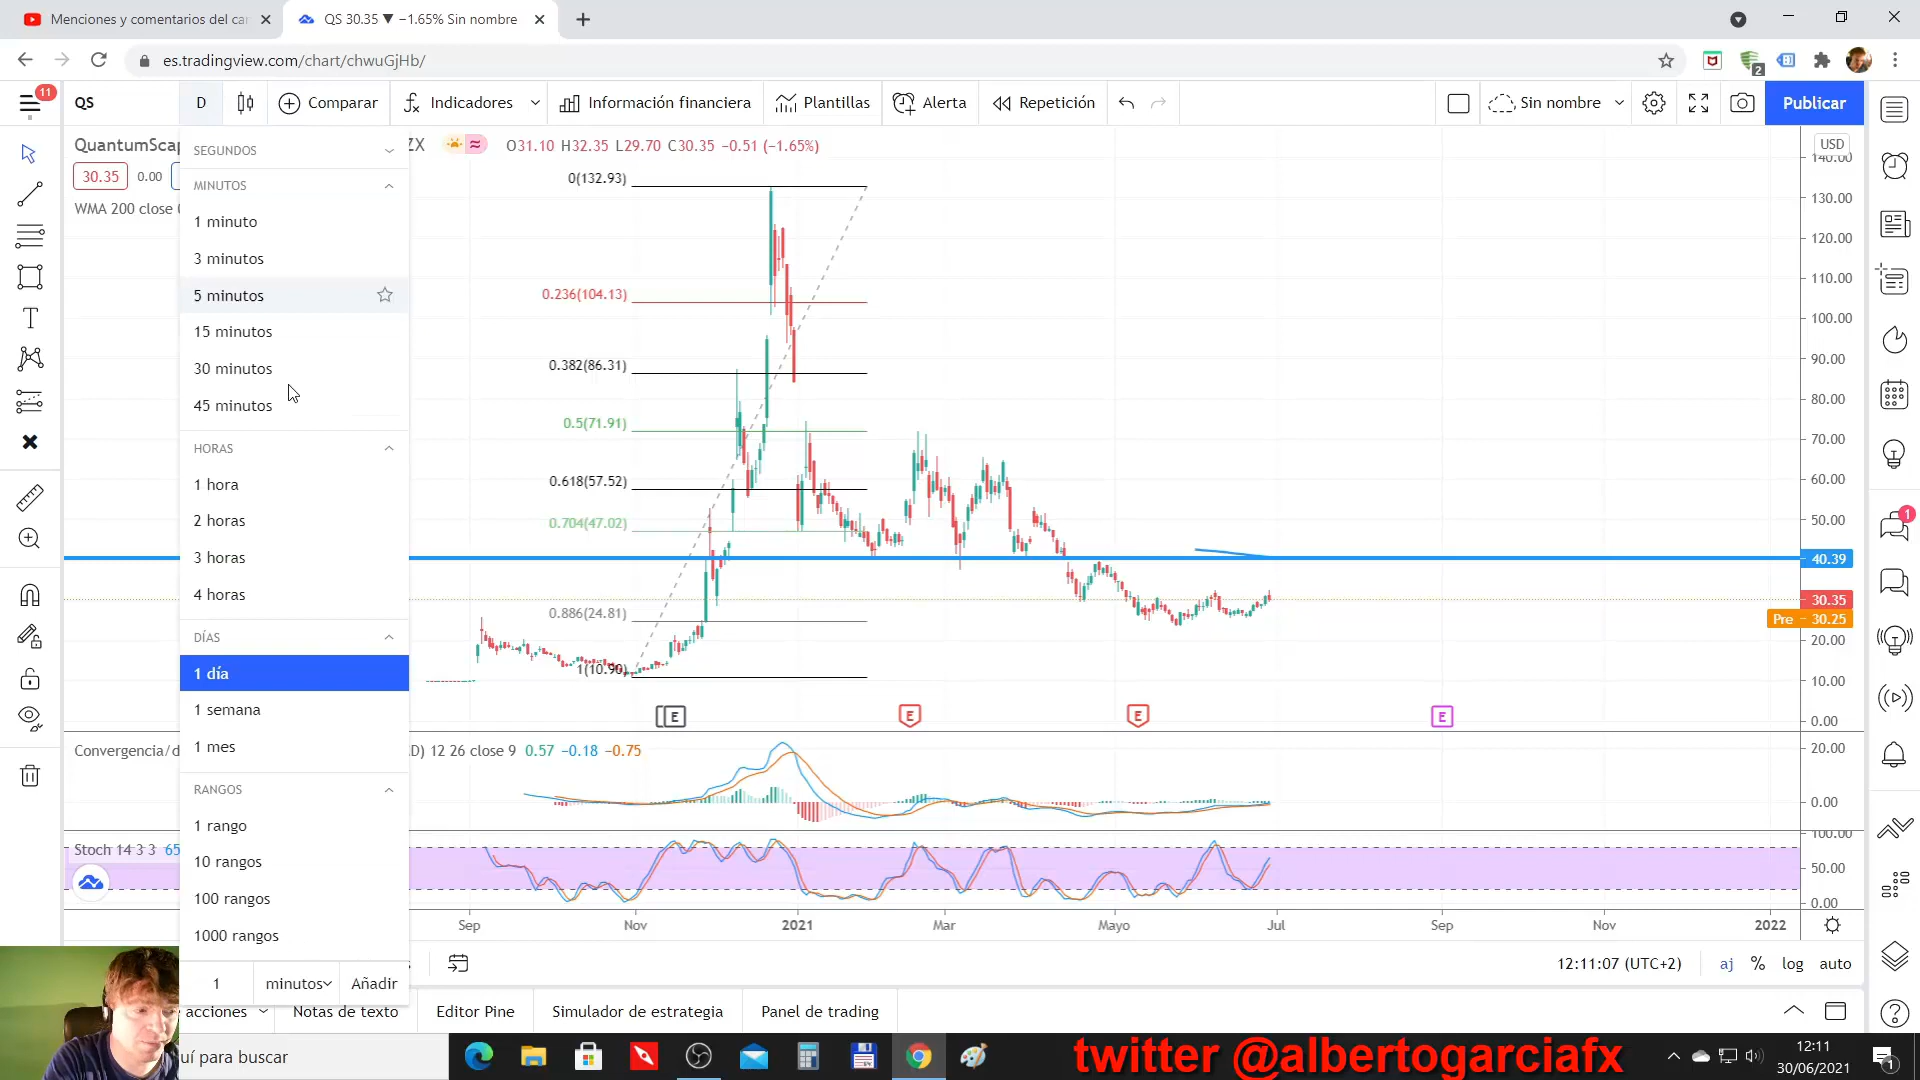 Menciones y comentarios del car
QS 30.35 ▼ −1.65% Sin nombre
es.tradingview.com/chart/chwuGjHb/
2
11
QS
D
Comparar
Indicadores
Información financiera
Plantillas
Alerta
Repetición
Sin nombre
Publicar
QuantumScap
ZX
O31.10 H32.35 L29.70 C30.35 −0.51 (−1.65%)
30.35
0.00
WMA 200 close
SEGUNDOS
MINUTOS
1 minuto
3 minutos
5 minutos
15 minutos
30 minutos
45 minutos
HORAS
1 hora
2 horas
3 horas
4 horas
DÍAS
1 día
1 semana
1 mes
RANGOS
1 rango
10 rangos
100 rangos
1000 rangos
1
minutos
Añadir
0(132.93)
0.236(104.13)
0.382(86.31)
0.5(71.91)
0.618(57.52)
0.704(47.02)
0.886(24.81)
1(10.90)
E
E
E
E
USD
140.00
130.00
120.00
110.00
100.00
90.00
80.00
70.00
60.00
50.00
40.39
30.35
Pre − 30.25
20.00
10.00
0.00
1
Convergencia/d
D) 12 26 close 9 0.57 −0.18 −0.75
20.00
0.00
Stoch 14 3 3 65
100.00
50.00
0.00
Sep
Nov
2021
Mar
Mayo
Jul
Sep
Nov
2022
12:11:07 (UTC+2)
aj
%
log
auto
acciones
Notas de texto
Editor Pine
Simulador de estrategia
Panel de trading
uí para buscar
twitter @albertogarciafx
12:11
30/06/2021
1